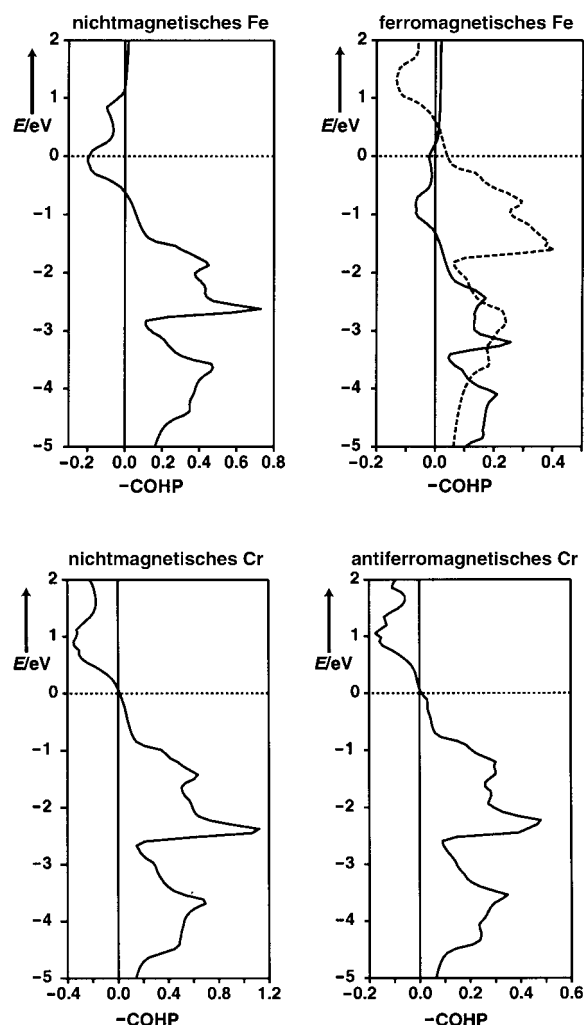 nichtmagnetisches Fe
2
1
E/eV
0
−1
−2
−3
−4
−5
−0.2 0.0 0.2 0.4 0.6 0.8
−COHP
ferromagnetisches Fe
2
1
E/eV
0
−1
−2
−3
−4
−5
−0.2 0.0 0.2 0.4
−COHP
nichtmagnetisches Cr
2
1
E/eV
0
−1
−2
−3
−4
−5
−0.4 0.0 0.4 0.8 1.2
−COHP
antiferromagnetisches Cr
2
1
E/eV
0
−1
−2
−3
−4
−5
−0.2 0.0 0.2 0.4 0.6
−COHP